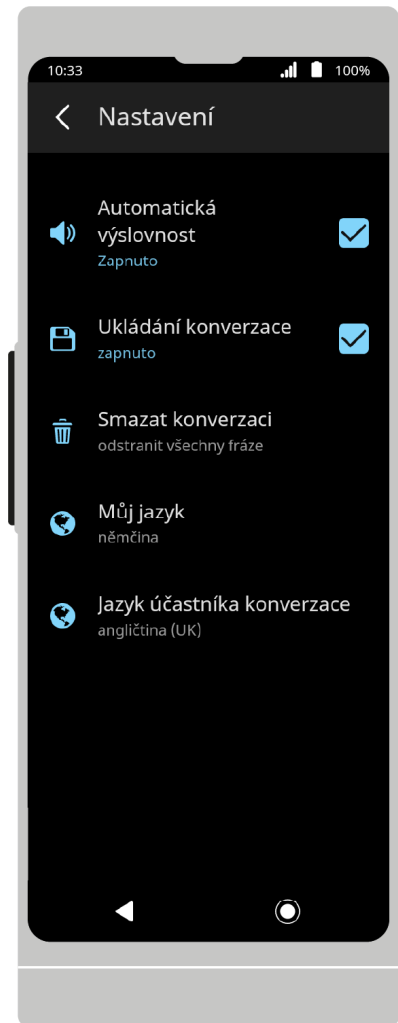 10:33 100%
Nastavení
Automatická
výslovnost
Zapnuto
Ukládání konverzace
zapnuto
Smazat konverzaci
odstranit všechny fráze
Můj jazyk
němčina
Jazyk účastníka konverzace
angličtina (UK)